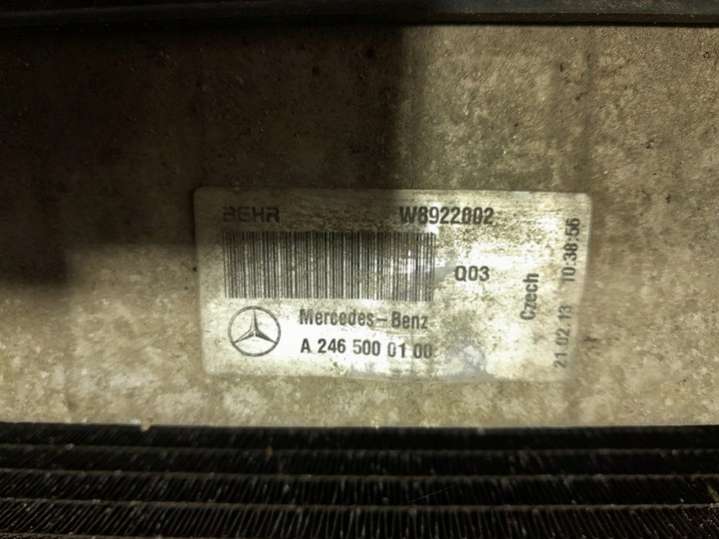 BEHR W8922002
Q03
Mercedes-Benz
A 246 500 01 00
Czech
21 02 13 10:38:56